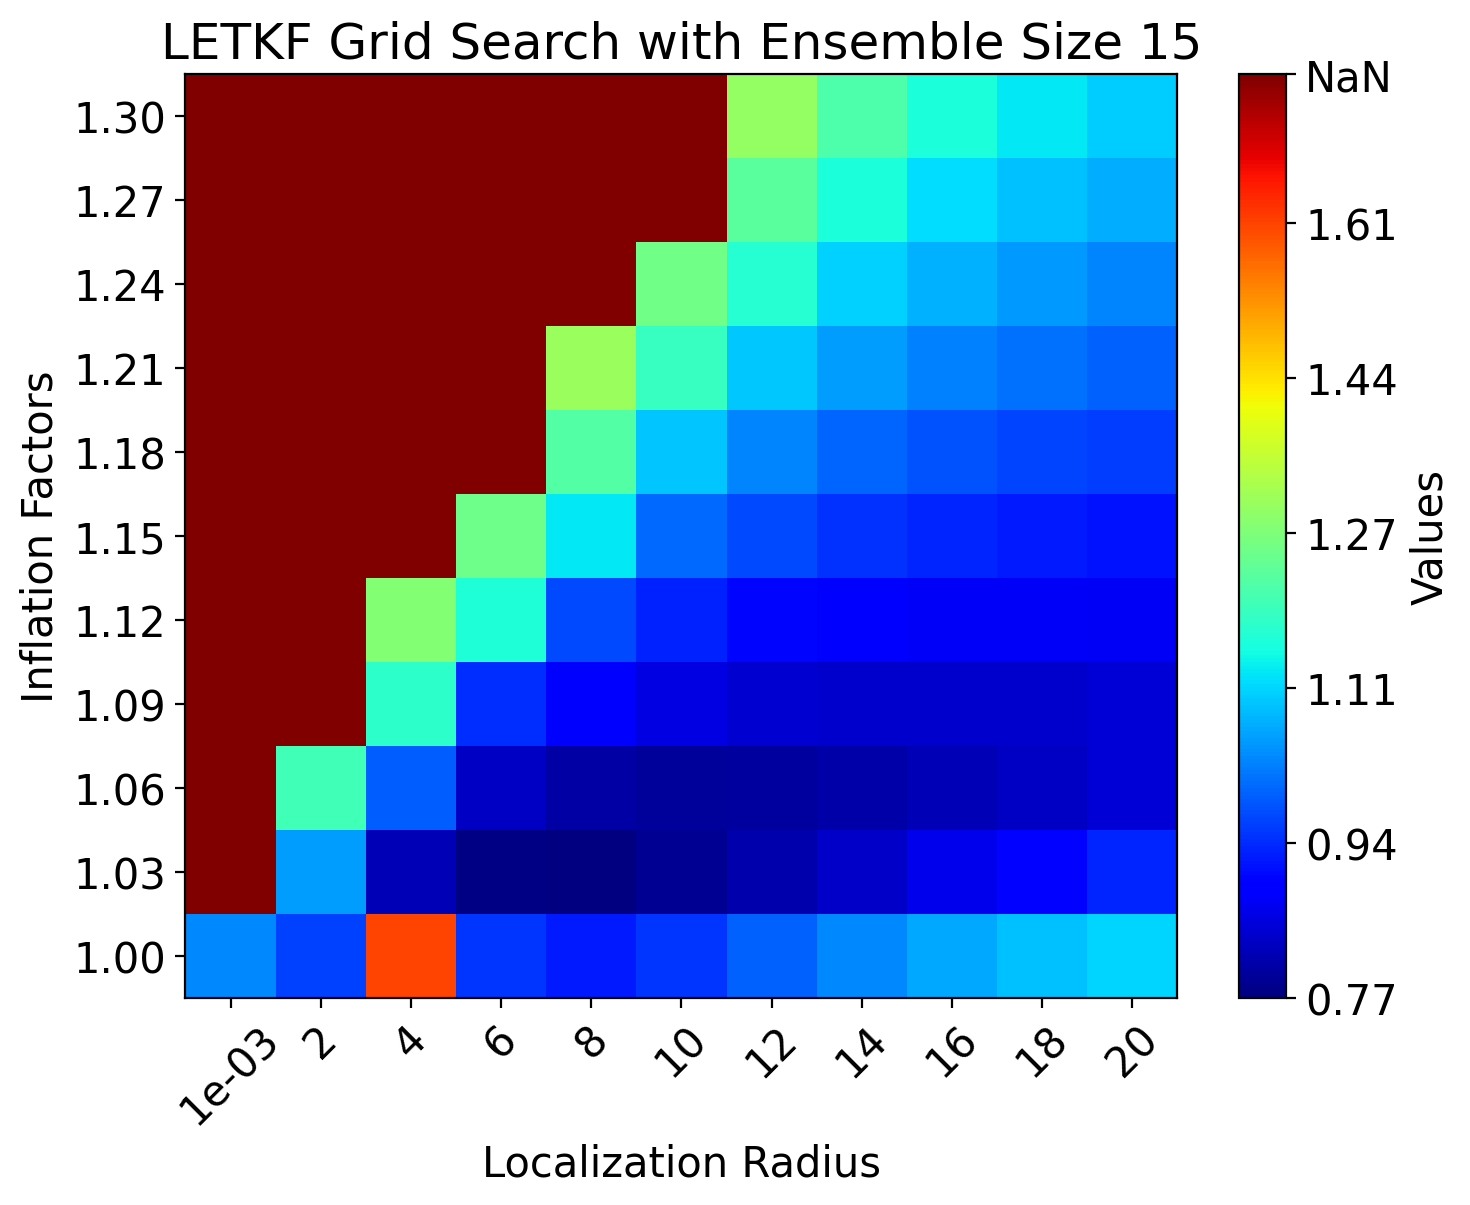 LETKF Grid Search with Ensemble Size 15
Inflation Factors
1.30
1.27
1.24
1.21
1.18
1.15
1.12
1.09
1.06
1.03
1.00
1e-03 2 4 6 8 10 12 14 16 18 20
Localization Radius
NaN
1.61
1.44
1.27
1.11
0.94
0.77
Values